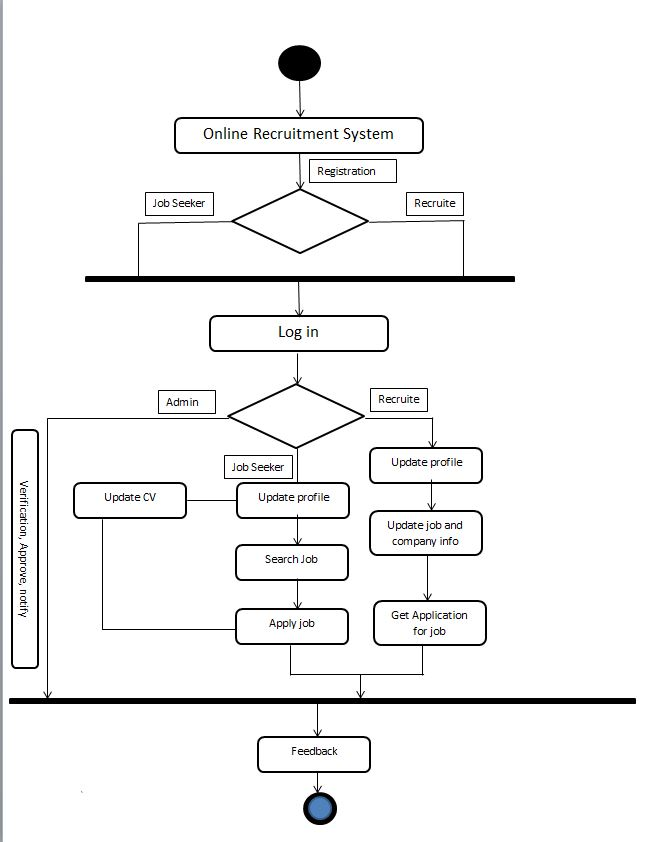 Online Recruitment System
Registration
Job Seeker
Recruite
Log in
Admin
Recruite
Job Seeker
Update profile
Update CV
Update profile
Verification, Approve, notify
Update job and
company info
Search Job
Get Application
for job
Apply job
Feedback